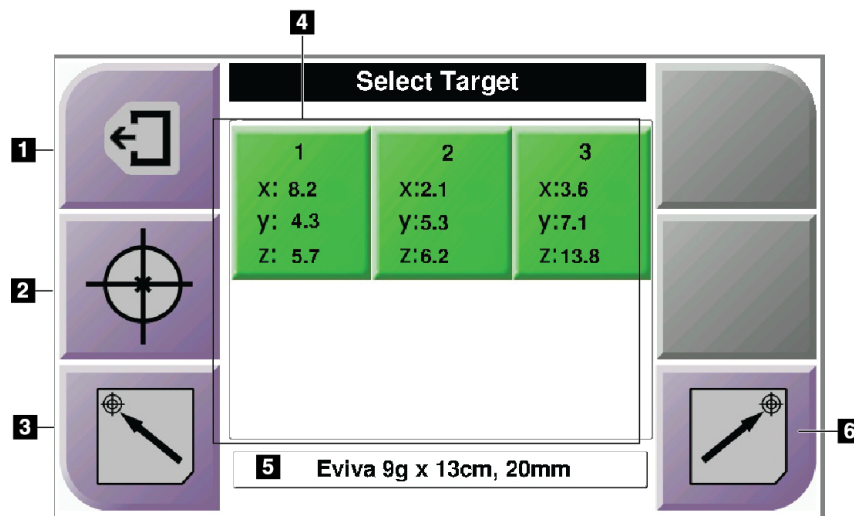 4
Select Target
1
1 2 3
x: 8.2 x:2.1 x:3.6
y: 4.3 y:5.3 y:7.1
z: 5.7 z:6.2 z:13.8
2
3
5 Eviva 9g x 13cm, 20mm
6